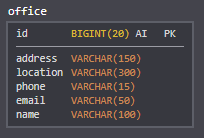 office
id BIGINT(20) AI PK
address VARCHAR(150)
location VARCHAR(300)
phone VARCHAR(15)
email VARCHAR(50)
name VARCHAR(100)